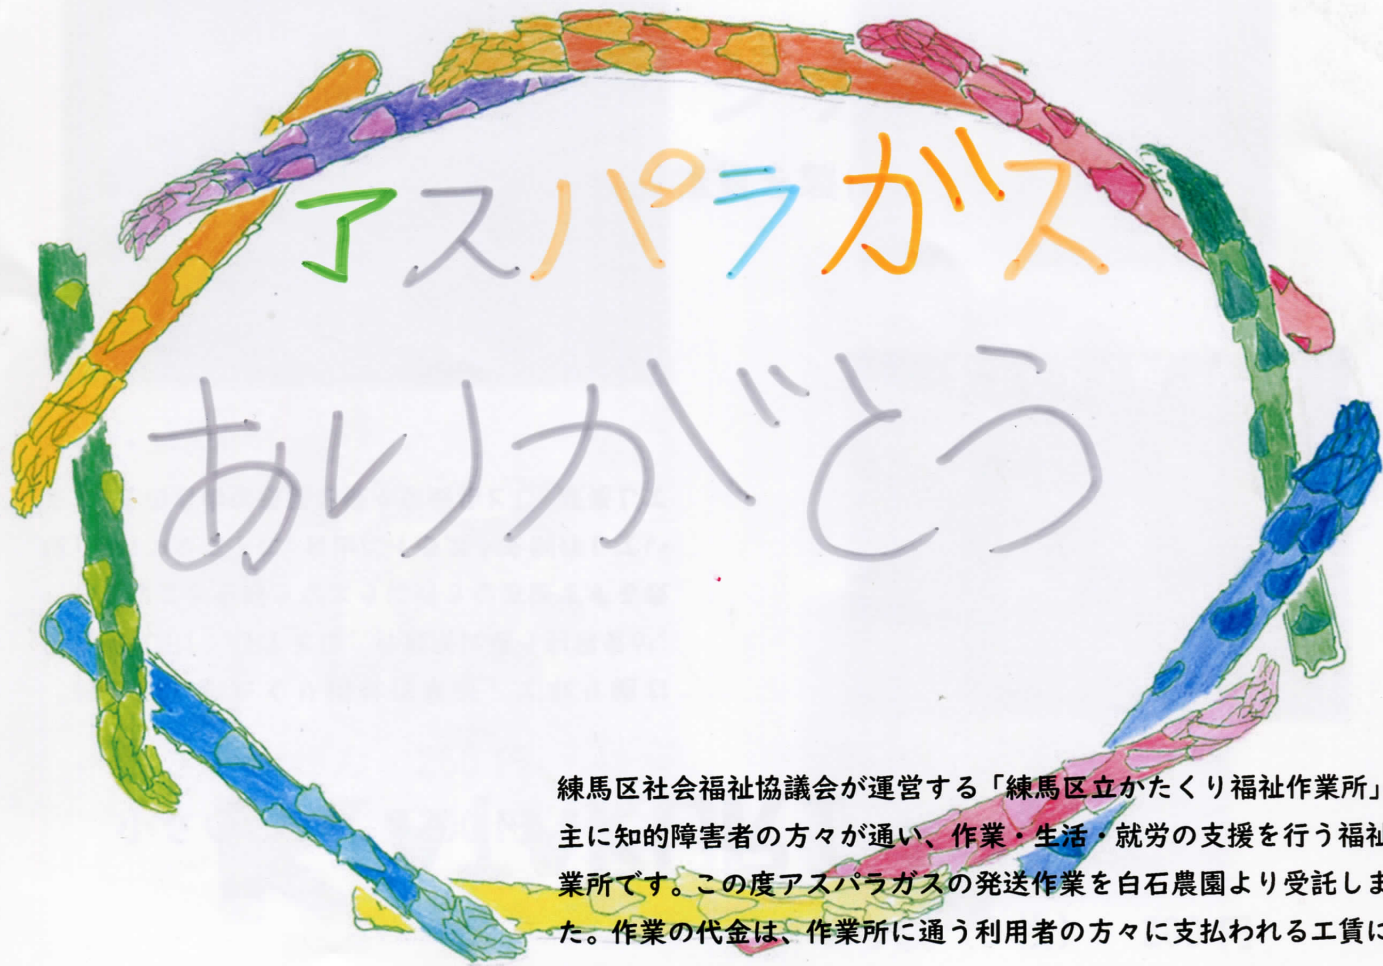 アスパラガス
ありがとう
練馬区社会福祉協議会が運営する「練馬区立かたくり福祉作業所」
主に知的障害者の方々が通い、作業・生活・就労の支援を行う福祉
業所です。この度アスパラガスの発送作業を白石農園より受託しま
た。作業の代金は、作業所に通う利用者の方々に支払われる工賃に